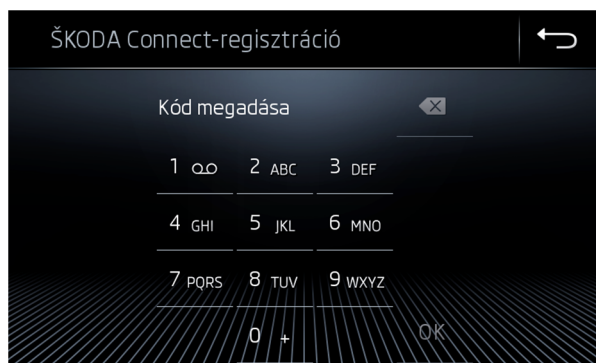 ŠKODA Connect-regisztráció
Kód megadása
1 2 ABC 3 DEF
4 GHI 5 JKL 6 MNO
7 PQRS 8 TUV 9 WXYZ
0 + OK